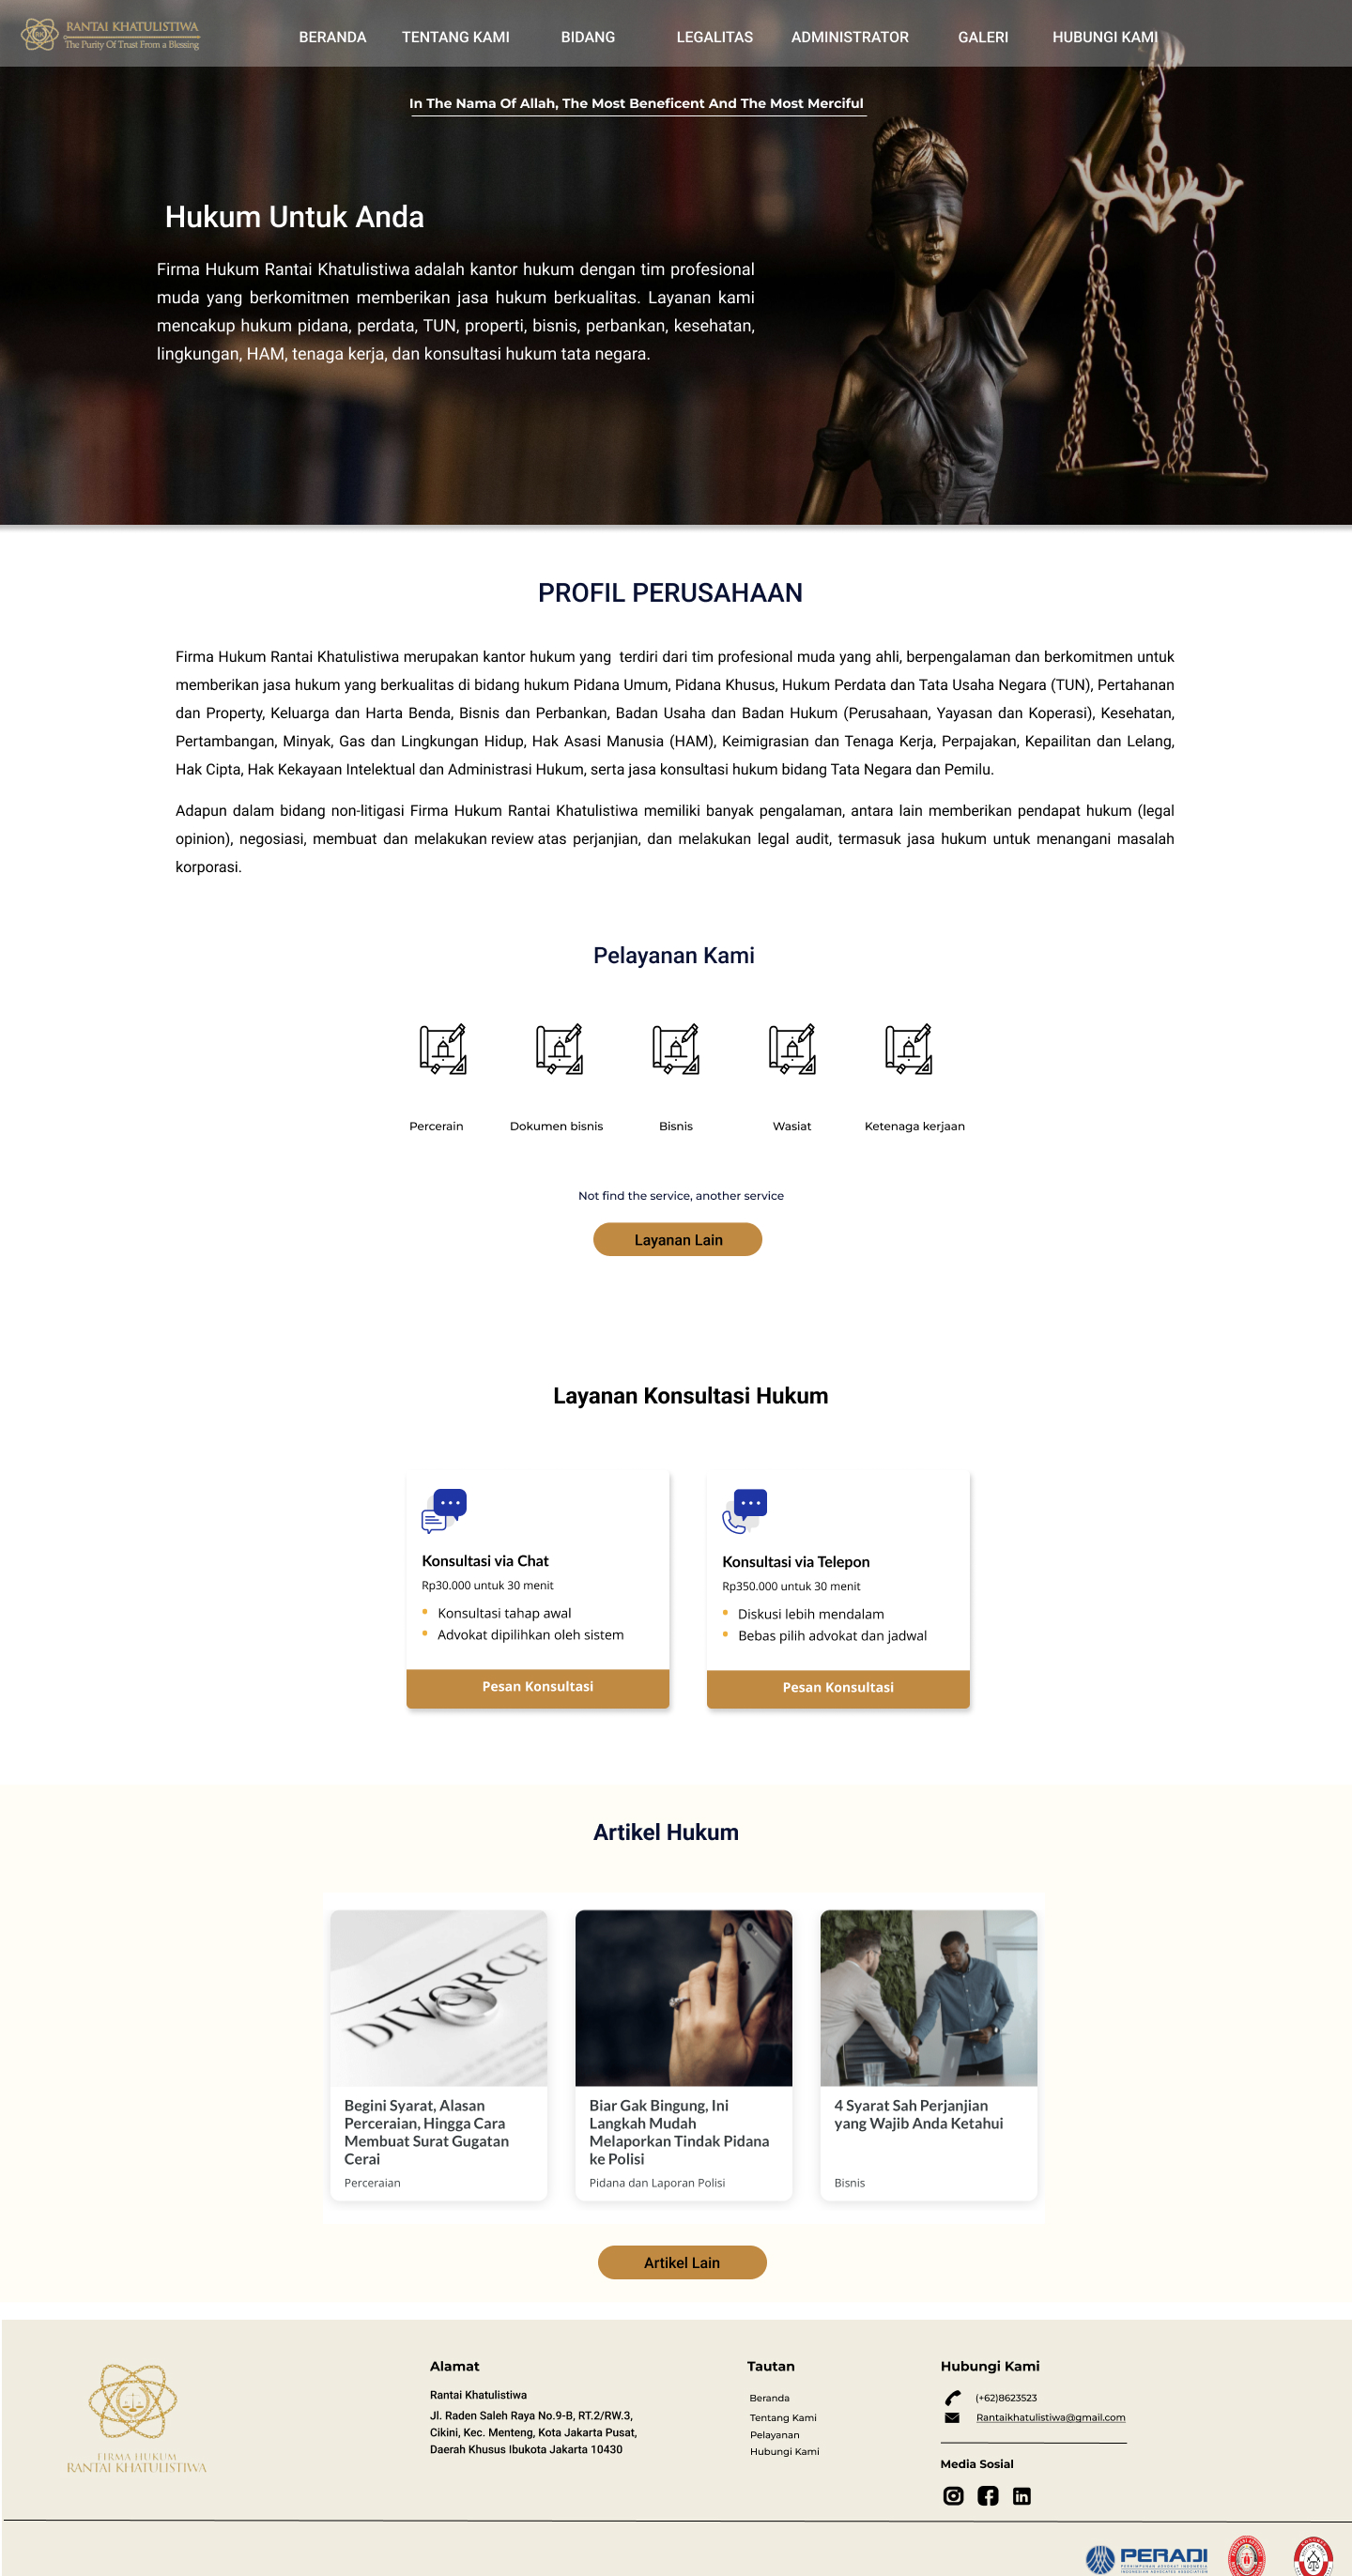 RANTAI KHATULISTIWA
The Purity Of Trust From a Blessing
BERANDA TENTANG KAMI BIDANG LEGALITAS ADMINISTRATOR GALERI HUBUNGI KAMI
In The Nama Of Allah, The Most Beneficent And The Most Merciful
Hukum Untuk Anda
Firma Hukum Rantai Khatulistiwa adalah kantor hukum dengan tim profesional
muda yang berkomitmen memberikan jasa hukum berkualitas. Layanan kami
mencakup hukum pidana, perdata, TUN, properti, bisnis, perbankan, kesehatan,
lingkungan, HAM, tenaga kerja, dan konsultasi hukum tata negara.
PROFIL PERUSAHAAN
Firma Hukum Rantai Khatulistiwa merupakan kantor hukum yang terdiri dari tim profesional muda yang ahli, berpengalaman dan berkomitmen untuk
memberikan jasa hukum yang berkualitas di bidang hukum Pidana Umum, Pidana Khusus, Hukum Perdata dan Tata Usaha Negara (TUN), Pertahanan
dan Property, Keluarga dan Harta Benda, Bisnis dan Perbankan, Badan Usaha dan Badan Hukum (Perusahaan, Yayasan dan Koperasi), Kesehatan,
Pertambangan, Minyak, Gas dan Lingkungan Hidup, Hak Asasi Manusia (HAM), Keimigrasian dan Tenaga Kerja, Perpajakan, Kepailitan dan Lelang,
Hak Cipta, Hak Kekayaan Intelektual dan Administrasi Hukum, serta jasa konsultasi hukum bidang Tata Negara dan Pemilu.
Adapun dalam bidang non-litigasi Firma Hukum Rantai Khatulistiwa memiliki banyak pengalaman, antara lain memberikan pendapat hukum (legal
opinion), negosiasi, membuat dan melakukan review atas perjanjian, dan melakukan legal audit, termasuk jasa hukum untuk menangani masalah
korporasi.
Pelayanan Kami
Percerain Dokumen bisnis Bisnis Wasiat Ketenaga kerjaan
Not find the service, another service
Layanan Lain
Layanan Konsultasi Hukum
Konsultasi via Chat
Rp30.000 untuk 30 menit
Konsultasi tahap awal
Advokat dipilihkan oleh sistem
Pesan Konsultasi
Konsultasi via Telepon
Rp350.000 untuk 30 menit
Diskusi lebih mendalam
Bebas pilih advokat dan jadwal
Pesan Konsultasi
Artikel Hukum
DIVORCE
Begini Syarat, Alasan
Perceraian, Hingga Cara
Membuat Surat Gugatan
Cerai
Perceraian
Biar Gak Bingung, Ini
Langkah Mudah
Melaporkan Tindak Pidana
ke Polisi
Pidana dan Laporan Polisi
4 Syarat Sah Perjanjian
yang Wajib Anda Ketahui
Bisnis
Artikel Lain
FIRMA HUKUM
RANTAI KHATULISTIWA
Alamat
Rantai Khatulistiwa
Jl. Raden Saleh Raya No.9-B, RT.2/RW.3,
Cikini, Kec. Menteng, Kota Jakarta Pusat,
Daerah Khusus Ibukota Jakarta 10430
Tautan
Beranda
Tentang Kami
Pelayanan
Hubungi Kami
Hubungi Kami
(+62)8623523
Rantaikhatulistiwa@gmail.com
Media Sosial
PERADI
PERHIMPUNAN ADVOKAT INDONESIA
INDONESIAN ADVOCATES ASSOCIATION